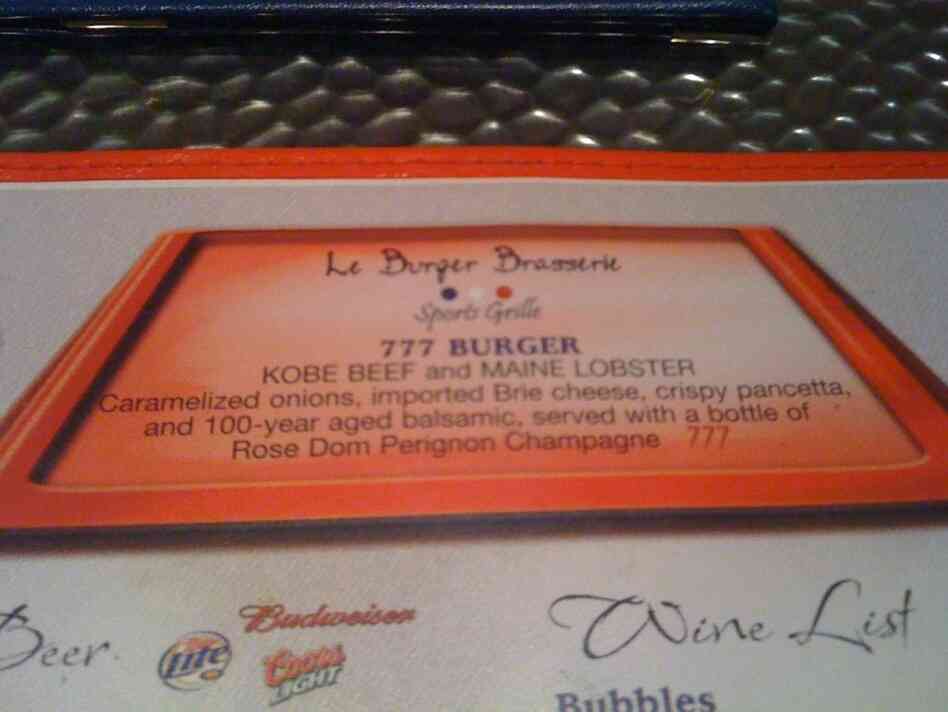 Le Burger Brasserie
Sports Grille
777 BURGER
KOBE BEEF and MAINE LOBSTER
Caramelized onions, imported Brie cheese, crispy pancetta,
and 100-year aged balsamic, served with a bottle of
Rose Dom Perignon Champagne 777
Beer
Budweiser
Lite
Coors
LIGHT
Wine List
Bubbles